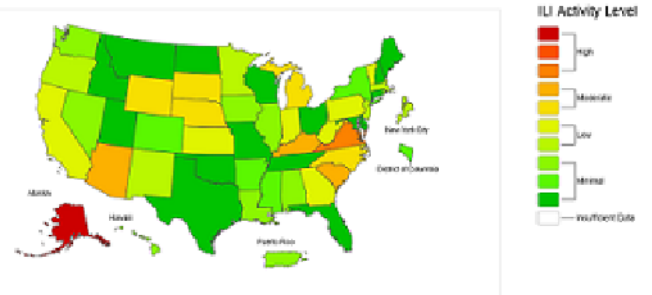 ILI Activity Level
High
Moderate
Low
New York City
District of Columbia
Alaska
Hawaii
Minimal
Insufficient Data
Puerto Rico